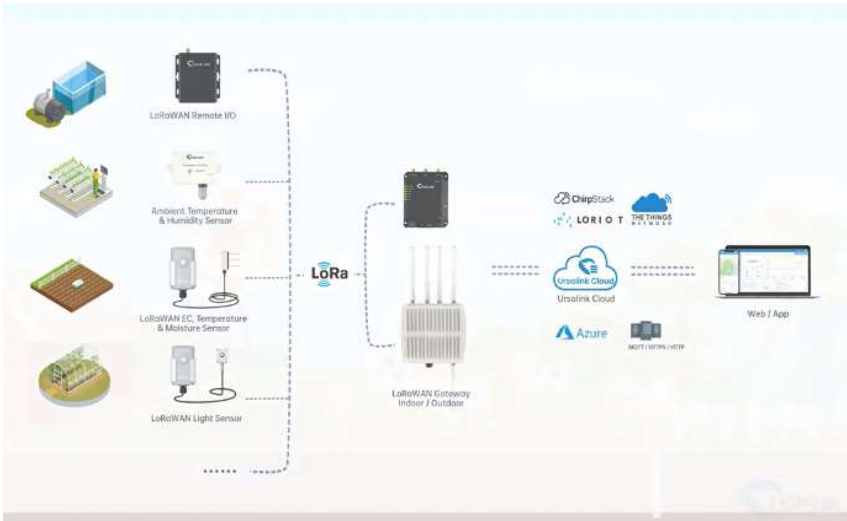 LoRaWAN Remote I/O
Ambient Temperature
& Humidity Sensor
LoRaWAN EC, Temperature
& Moisture Sensor
LoRaWAN Light Sensor
LoRa
LoRaWAN Gateway
Indoor / Outdoor
ChirpStack
LORIOT
THE THINGS
NETWORK
Ursalink Cloud
Ursalink Cloud
Azure
MQTT / HTTPS / HTTP
Web / App